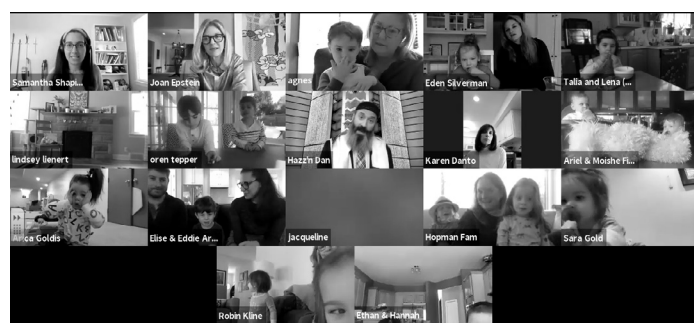 Samantha Shapi...
Joan Epstein
agnes
Eden Silverman
Talia and Lena (...
lindsey lienert
oren tepper
Hazz'n Dan
Karen Danto
Ariel & Moishe Fi...
Goldis
Elise & Eddie Ar...
jacqueline
Hopman Fam
Sara Gold
Robin Kline
Ethan & Hannah